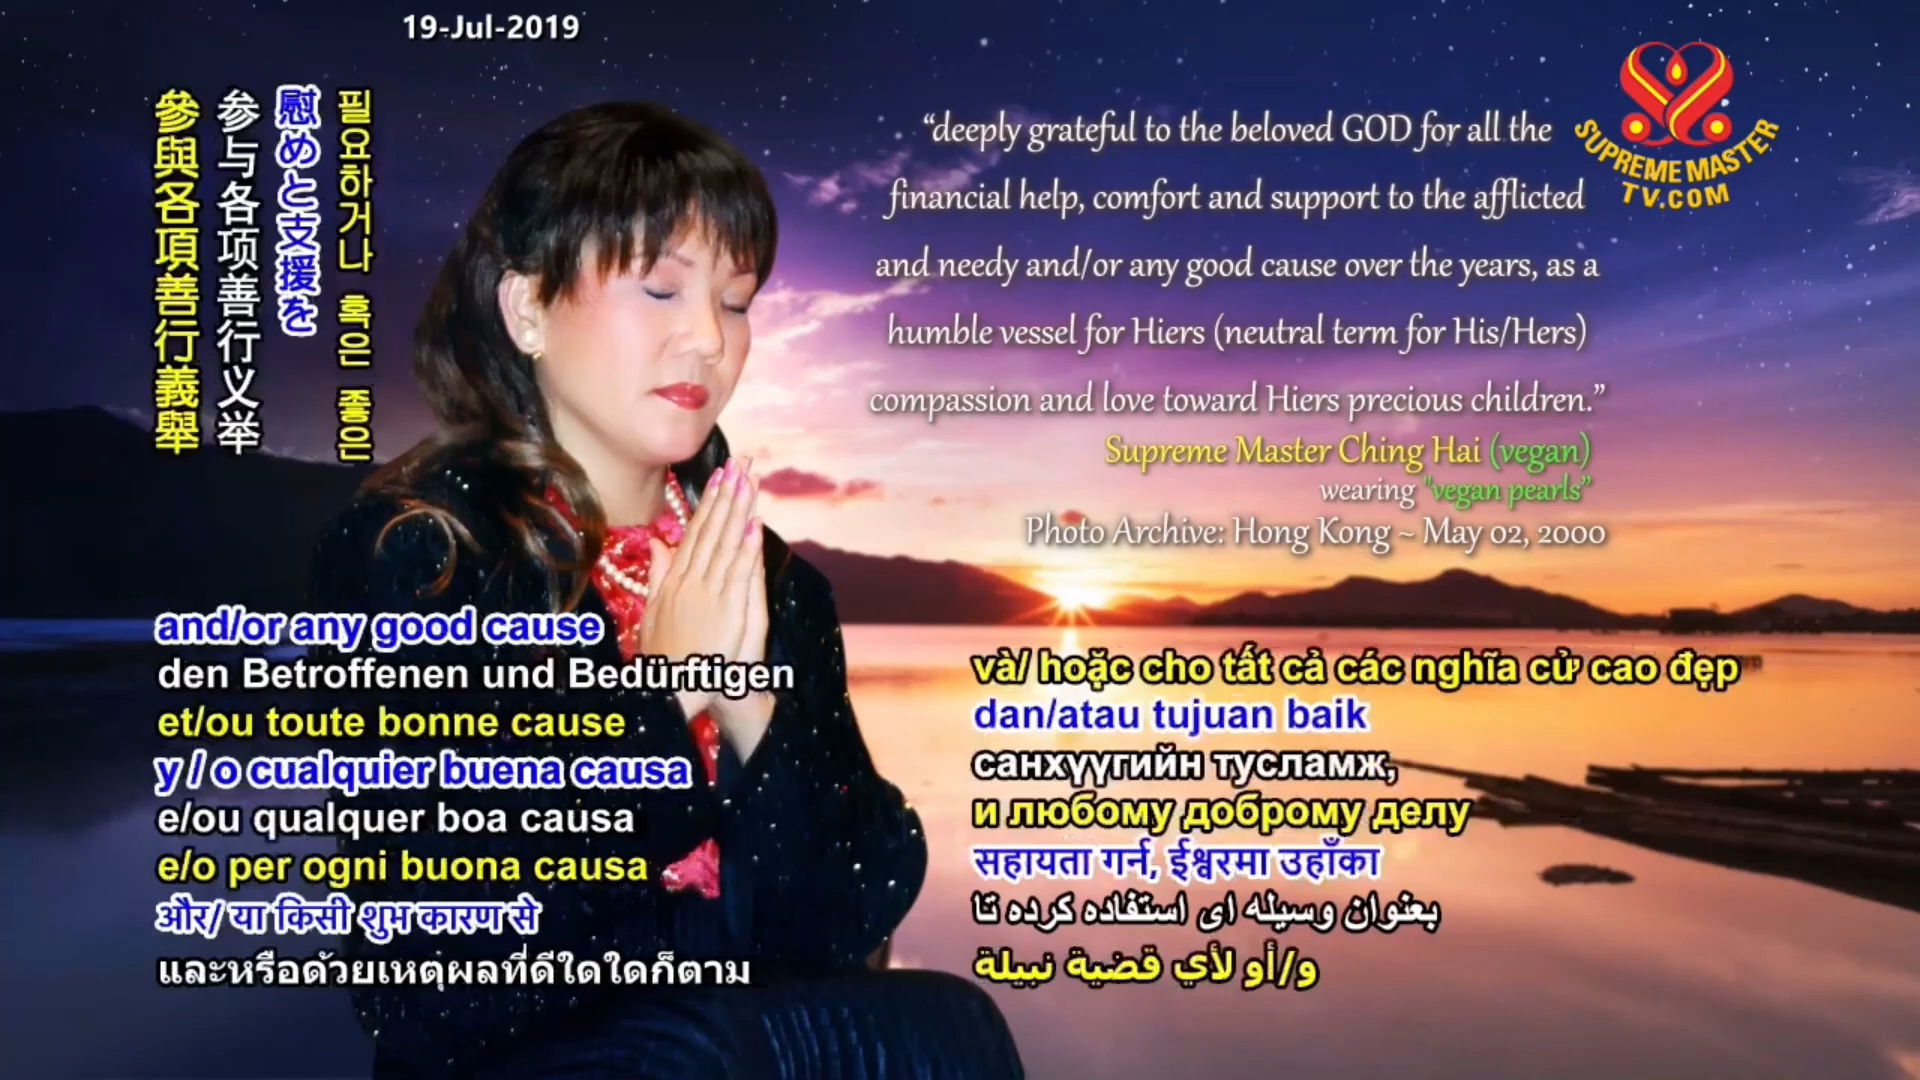 19-Jul-2019
參與各項善行義舉
参与各项善行义举
慰めと支援を
필요하거나 혹은 좋은
“deeply grateful to the beloved GOD for all the
financial help, comfort and support to the afflicted
and needy and/or any good cause over the years, as a
humble vessel for Hiers (neutral term for His/Hers)
compassion and love toward Hiers precious children.”
Supreme Master Ching Hai (vegan)
wearing "vegan pearls”
Photo Archive: Hong Kong ~ May 02, 2000
SUPREME MASTER
TV.COM
and/or any good cause
den Betroffenen und Bedürftigen
et/ou toute bonne cause
y / o cualquier buena causa
e/ou qualquer boa causa
e/o per ogni buona causa
और/ या किसी शुभ कारण से
และหรือด้วยเหตุผลที่ดีใดใดก็ตาม
và/ hoặc cho tất cả các nghĩa cử cao đẹp
dan/atau tujuan baik
санхүүгийн тусламж,
и любому доброму делу
सहायता गर्न, ईश्वरमा उहाँका
بعنوان وسیله ای استفاده کرده تا
و/أو لأي قضية نبيلة